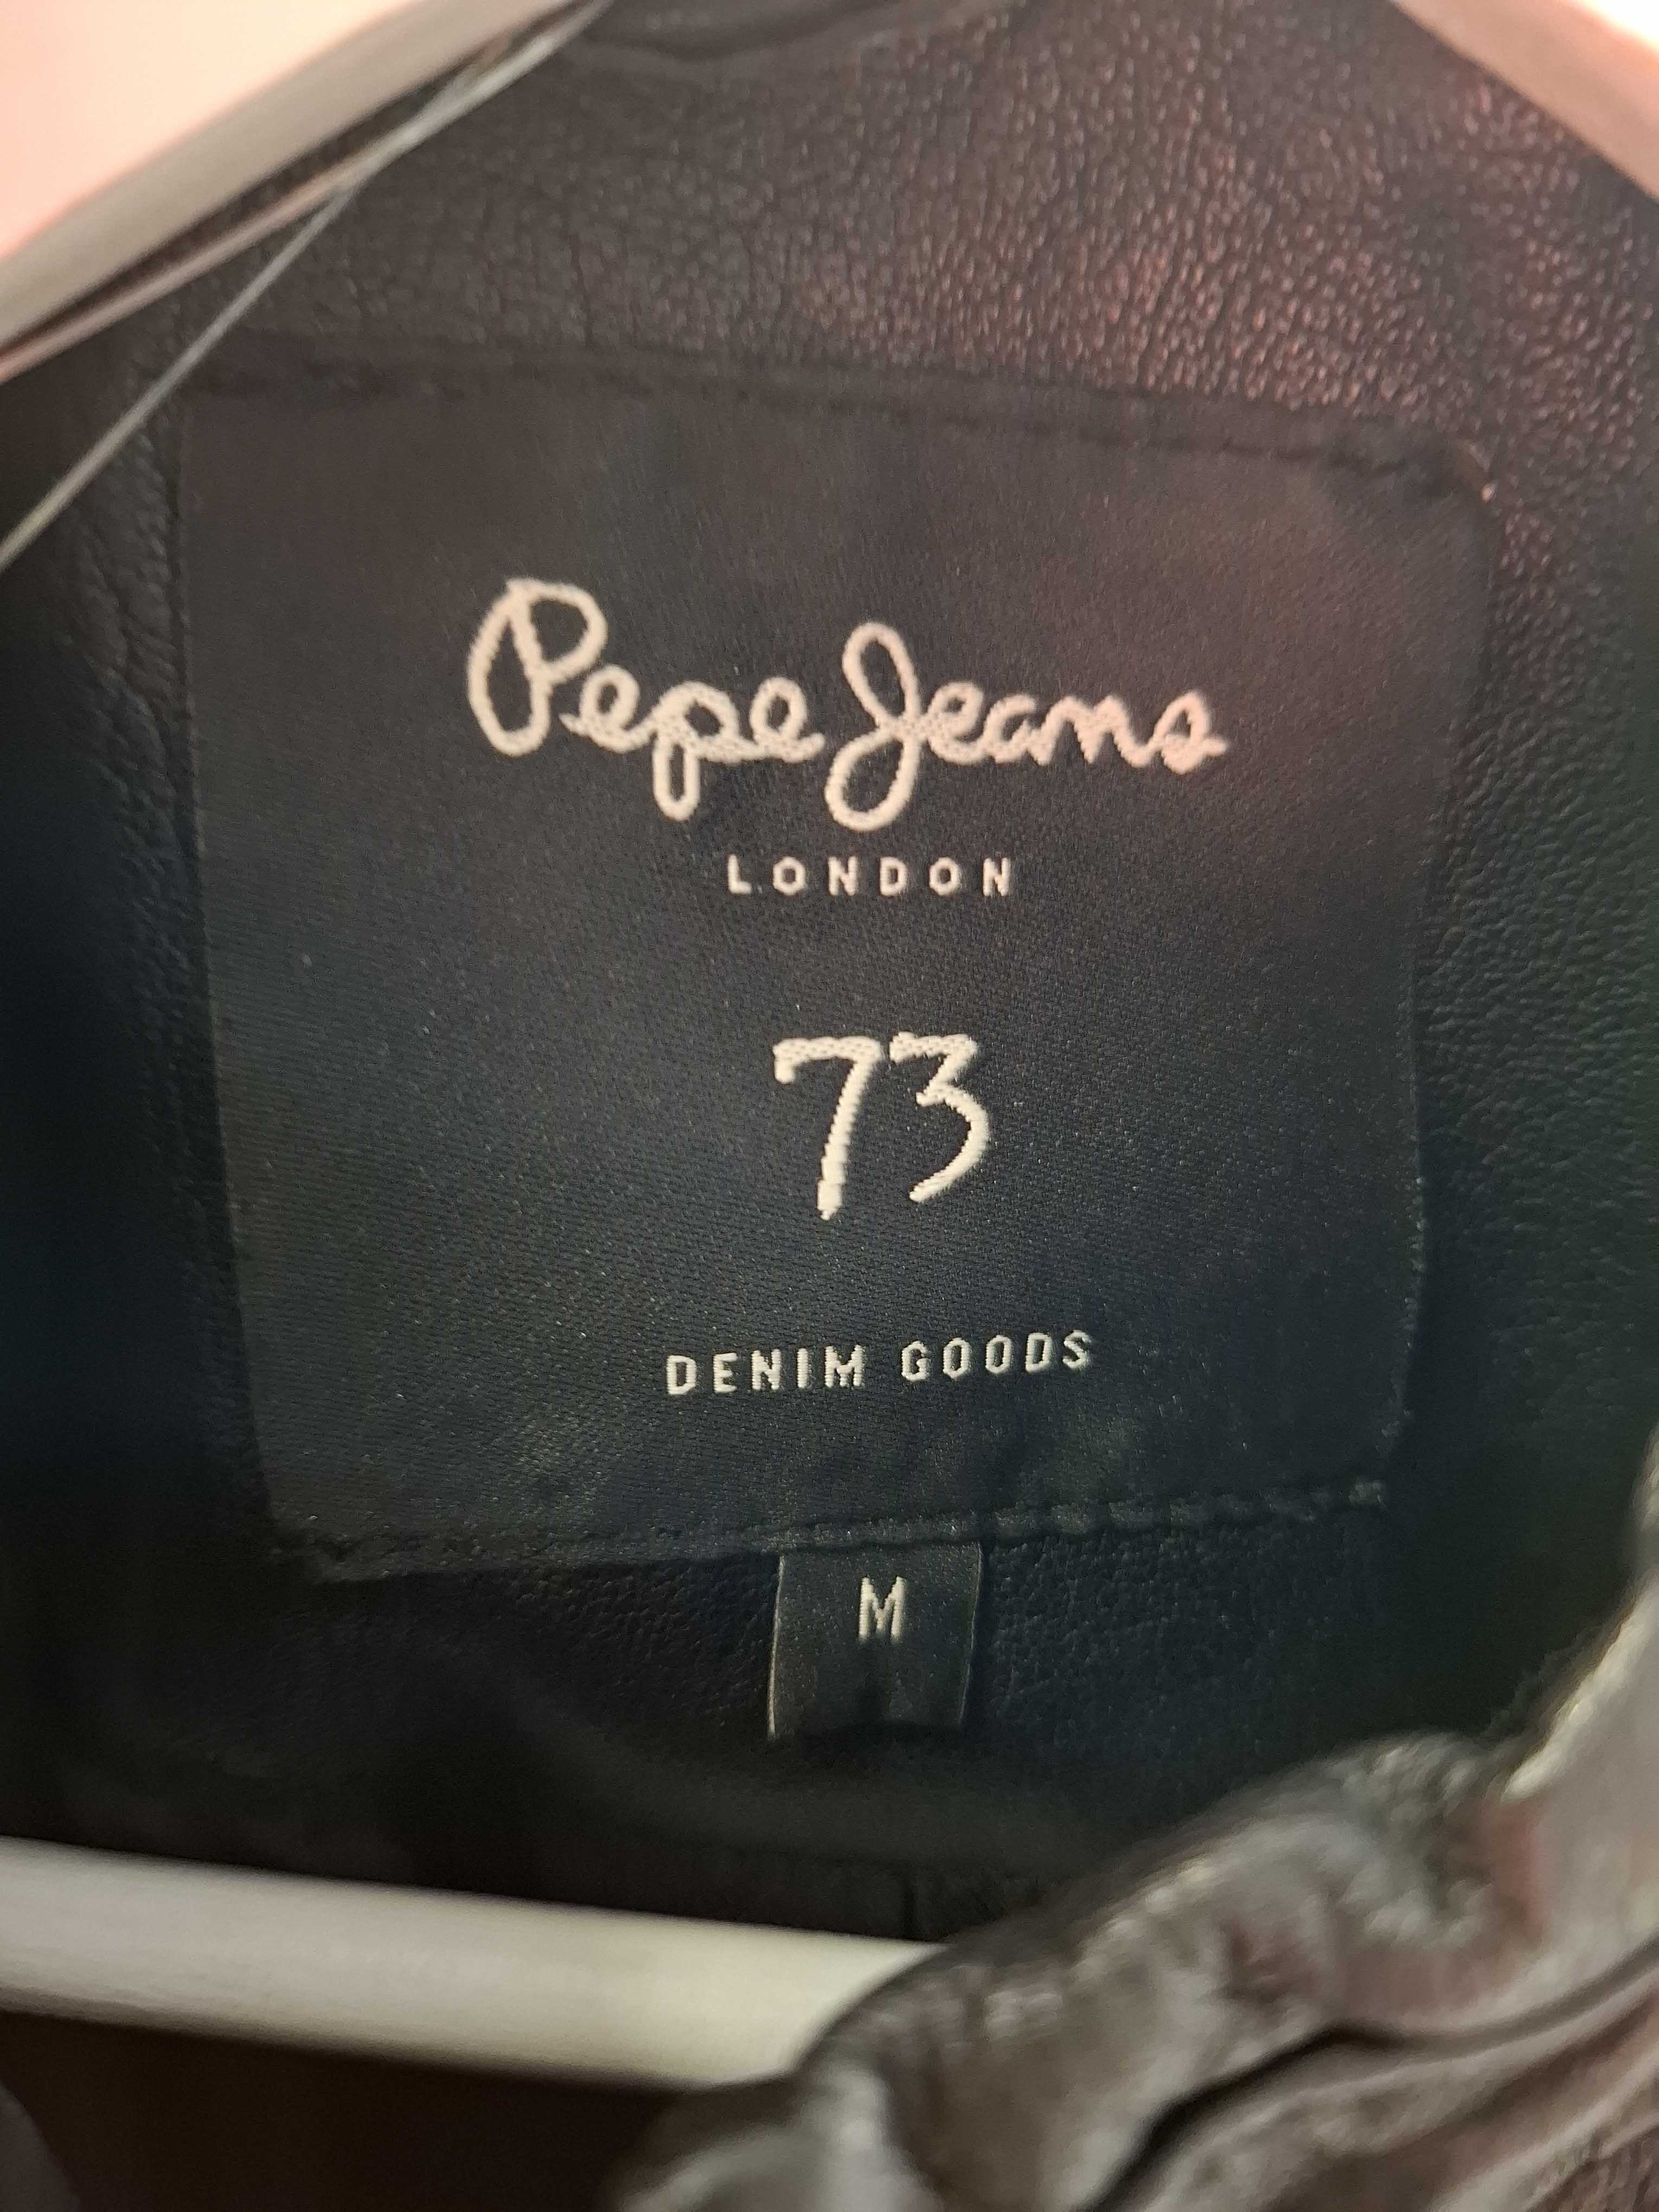 Pepe Jeans
LONDON
73
DENIM GOODS
M